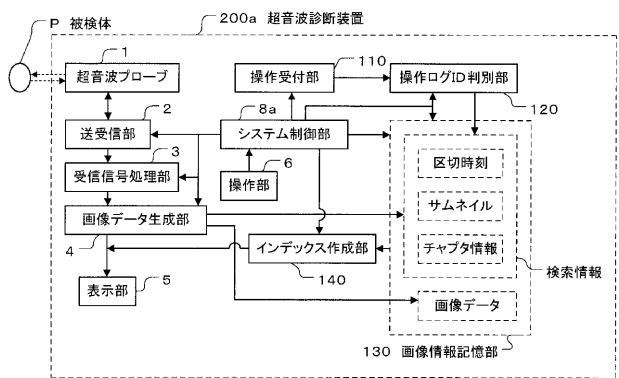 200a 超音波診断装置
P 被検体
1
超音波プローブ
110
操作受付部
操作ログID判別部
120
2
送受信部
8a
システム制御部
3
受信信号処理部
6
操作部
区切時刻
サムネイル
チャプタ情報
検索情報
画像データ生成部
4
インデックス作成部
140
5
表示部
画像データ
130 画像情報記憶部